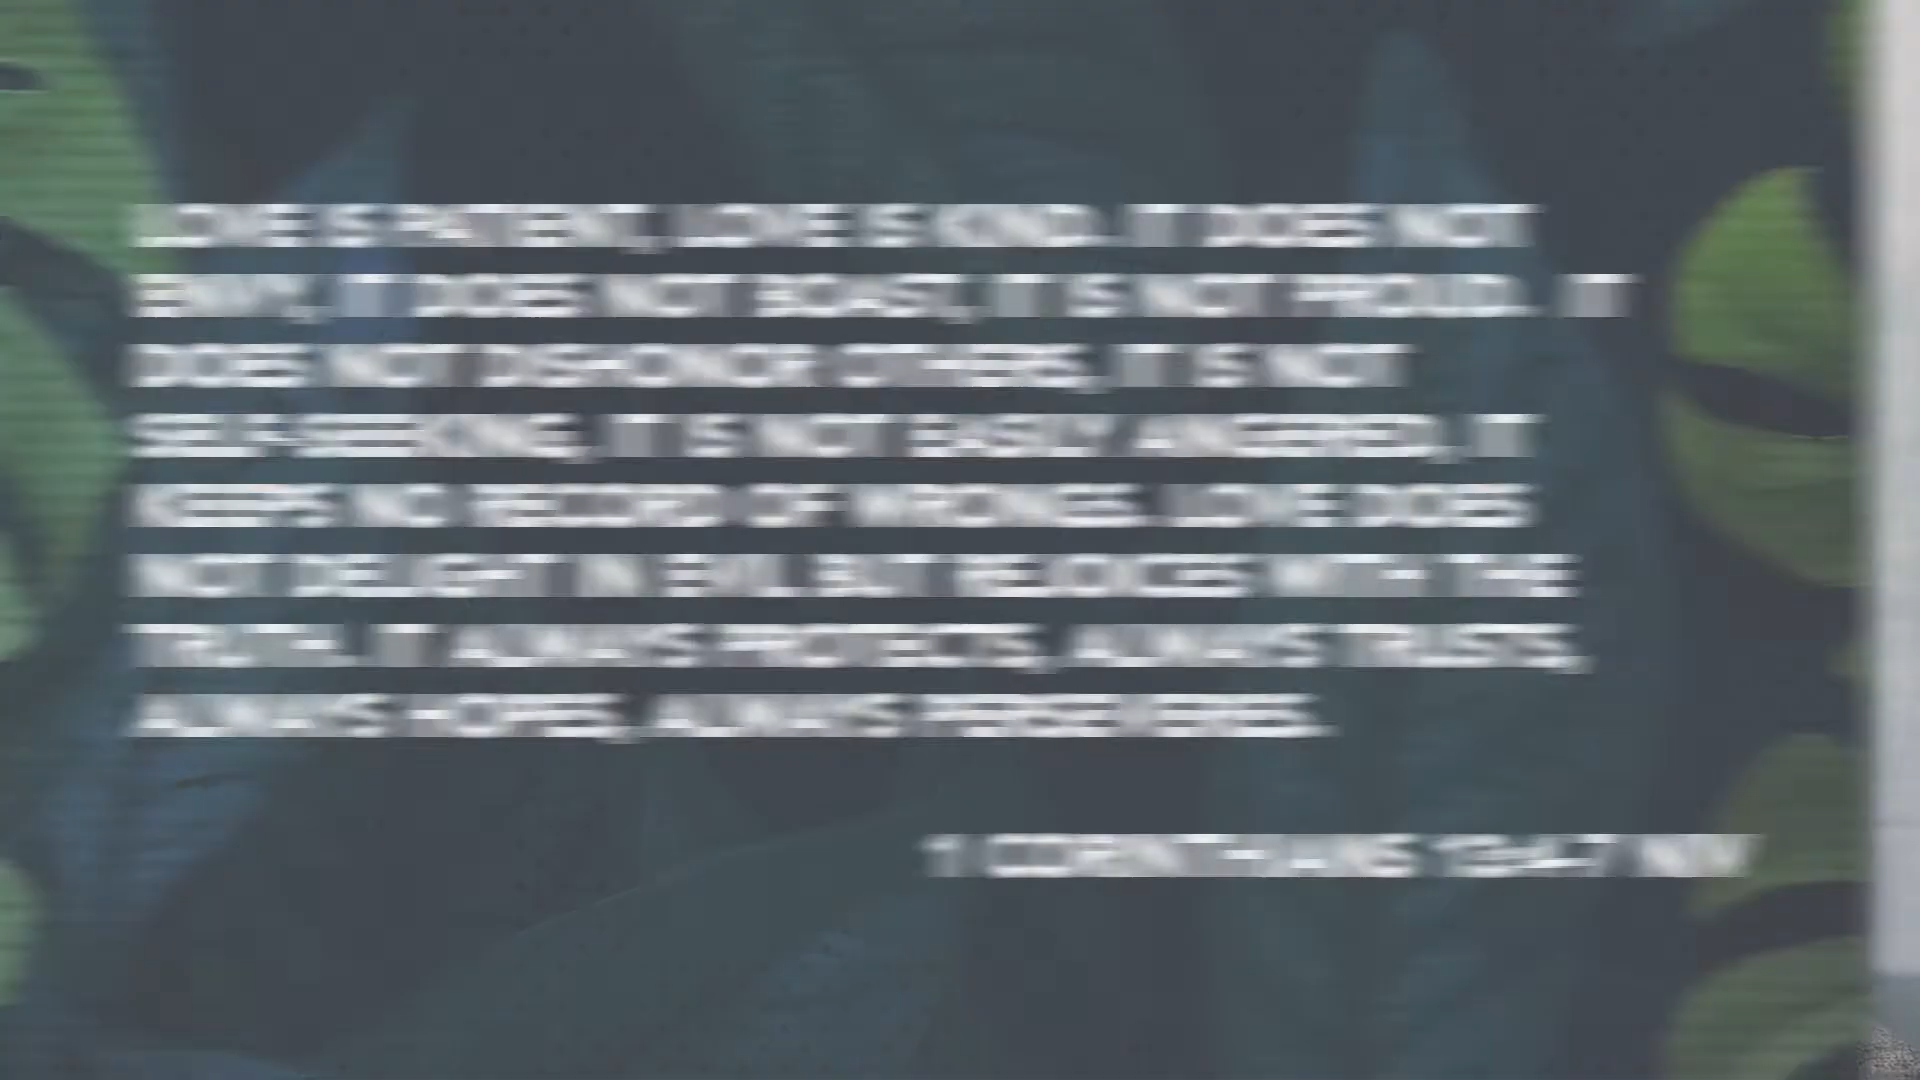 LOVE IS PATIENT, LOVE IS KIND. IT DOES NOT
ENVY, IT DOES NOT BOAST, IT IS NOT PROUD. IT
DOES NOT DISHONOR OTHERS, IT IS NOT
SELF-SEEKING, IT IS NOT EASILY ANGERED, IT
KEEPS NO RECORD OF WRONGS. LOVE DOES
NOT DELIGHT IN EVIL BUT REJOICES WITH THE
TRUTH. IT ALWAYS PROTECTS, ALWAYS TRUSTS,
ALWAYS HOPES, ALWAYS PERSEVERES.
1 CORINTHIANS 13:4-7 NIV